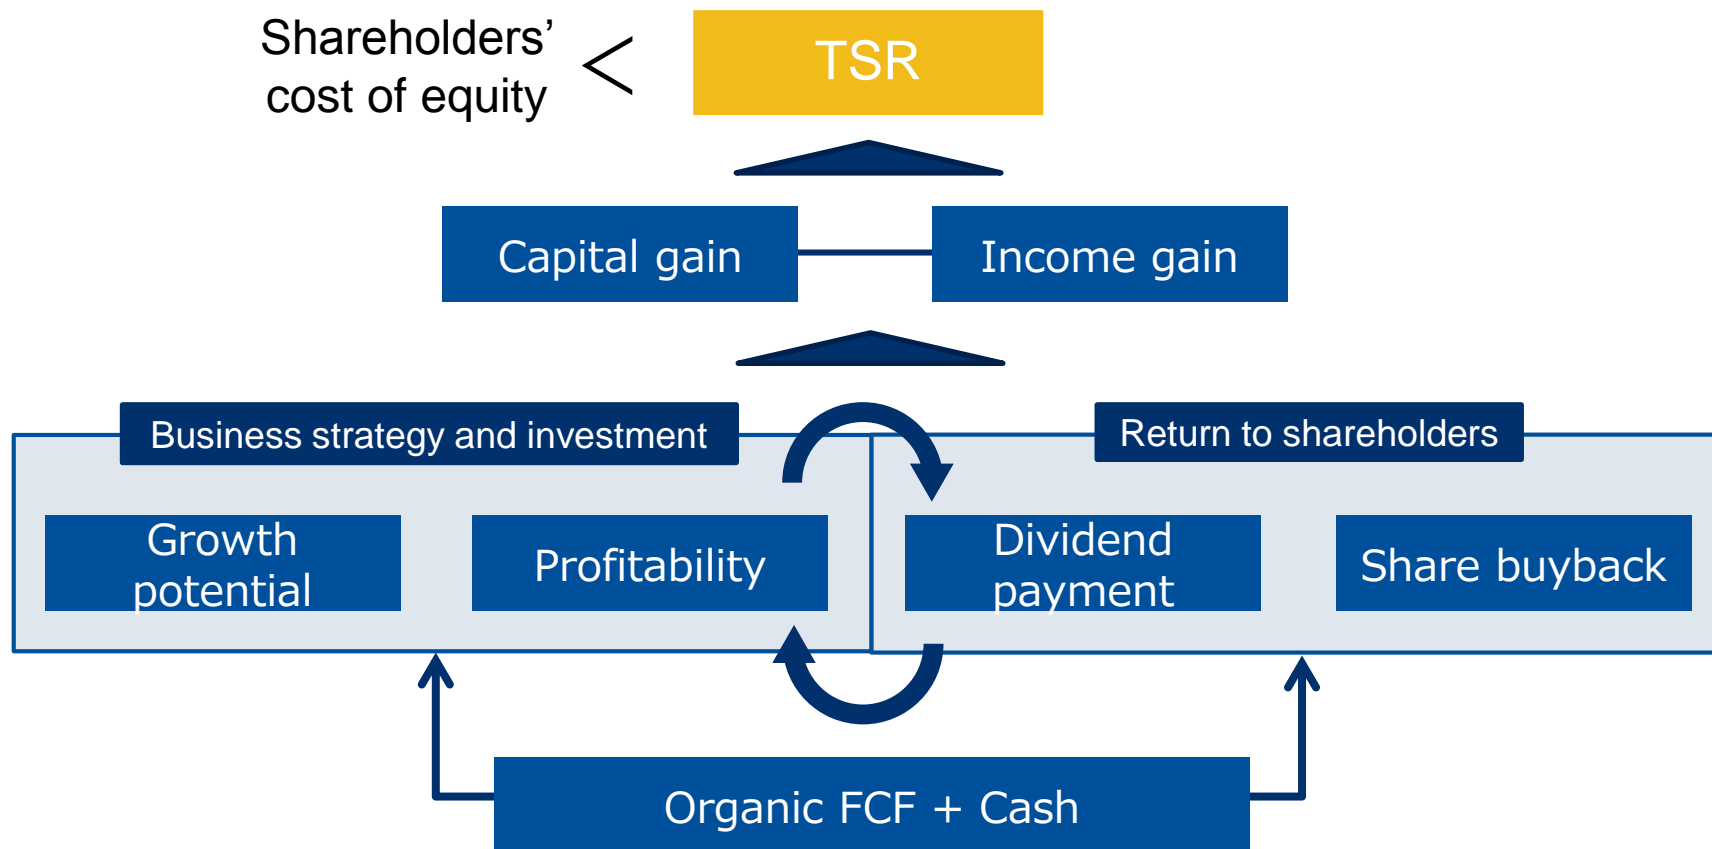 Shareholders’
cost of equity
<
TSR
Capital gain
Income gain
Business strategy and investment
Return to shareholders
Growth
potential
Profitability
Dividend
payment
Share buyback
Organic FCF + Cash